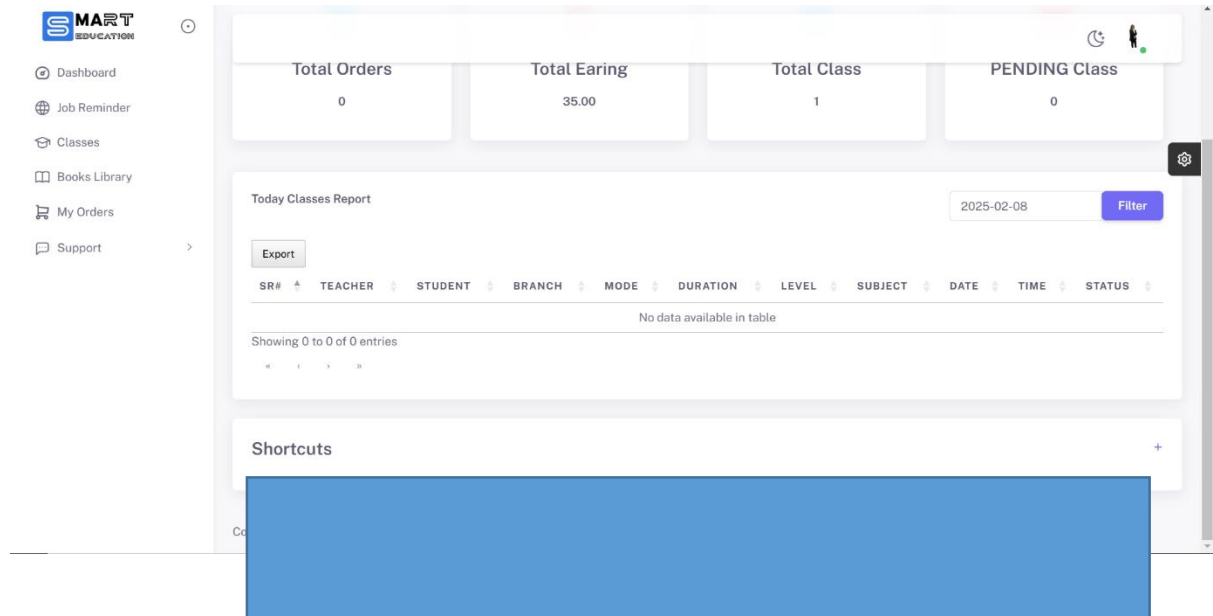 SMART
EDUCATION
Dashboard
Job Reminder
Classes
Books Library
My Orders
Support
Total Orders
0
Total Earing
35.00
Total Class
1
PENDING Class
0
Today Classes Report
2025-02-08
Filter
Export
SR# TEACHER STUDENT BRANCH MODE DURATION LEVEL SUBJECT DATE TIME STATUS
No data available in table
Showing 0 to 0 of 0 entries
« ‹ › »
Shortcuts
+